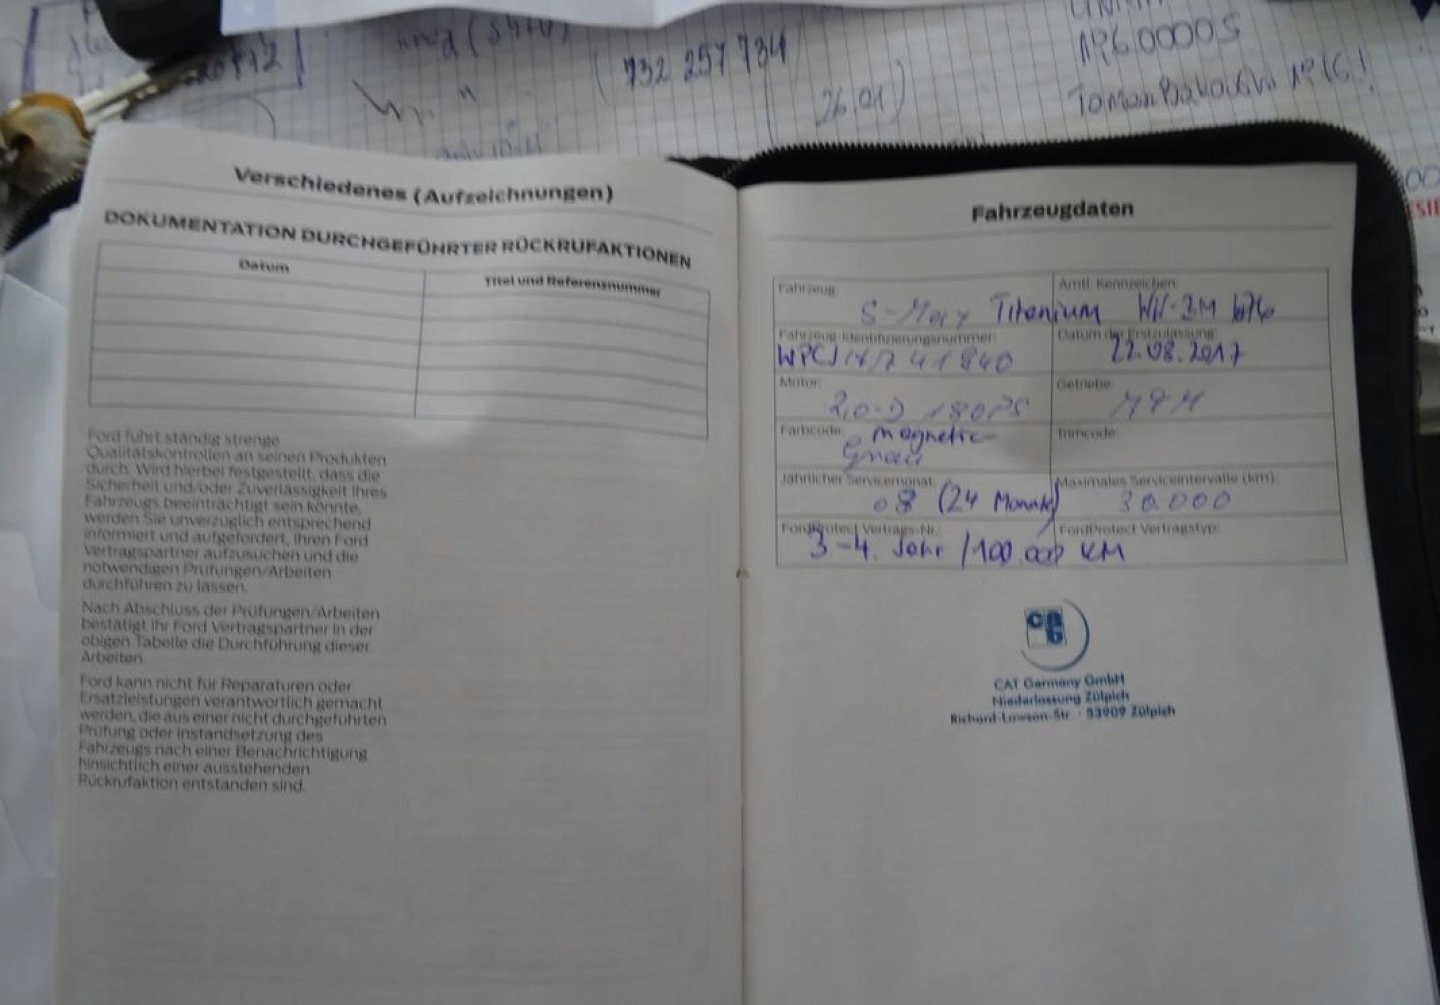 732 257 734
26.01)
NP600005
Verschiedenes (Aufzeichnungen)
DOKUMENTATION DURCHGEFÜHRTER RÜCKRUFAKTIONEN
Datum
Titel und Referensnummer
Ford führt ständig strenge
Qualitätskontrollen an seinen Produkten
durch. Wird hierbei festgestellt, dass die
Sicherheit und/oder Zuverlässigkeit Ihres
Fahrzeugs beeinträchtigt sein könnte,
werden Sie unverzüglich entsprechend
informiert und aufgefordert, Ihren Ford
Vertragspartner aufzusuchen und die
notwendigen Prüfungen/Arbeiten
durchführen zu lassen.
Nach Abschluss der Prüfungen/Arbeiten
bestätigt Ihr Ford Vertragspartner in der
obigen Tabelle die Durchführung dieser
Arbeiten.
Ford kann nicht für Reparaturen oder
Ersatzleistungen verantwortlich gemacht
werden, die aus einer nicht durchgeführten
Prüfung oder Instandsetzung des
Fahrzeugs nach einer Benachrichtigung
hinsichtlich einer ausstehenden
Rückrufaktion entstanden sind.
Fahrzeugdaten
Fahrzeug: Amtl. Kennzeichen:
S-Max Titanium
Fahrzeug-Identifizierungsnummer: Datum der Erstzulassung:
41840 22.08.2017
Motor: Getriebe:
2,0-D 180PS
Farbcode: magnetic- Trimcode:
Grau
Jährlicher Servicemonat: Maximales Serviceintervalle (km):
08 (24 Monate) 30.000
FordProtect Vertrags-Nr.: FordProtect Vertragstyp:
3-4. Jahr /100.000 KM
CAT
CAT Germany GmbH
Niederlassung Zülpich
Richard-Lawson-Str. · 53909 Zülpich